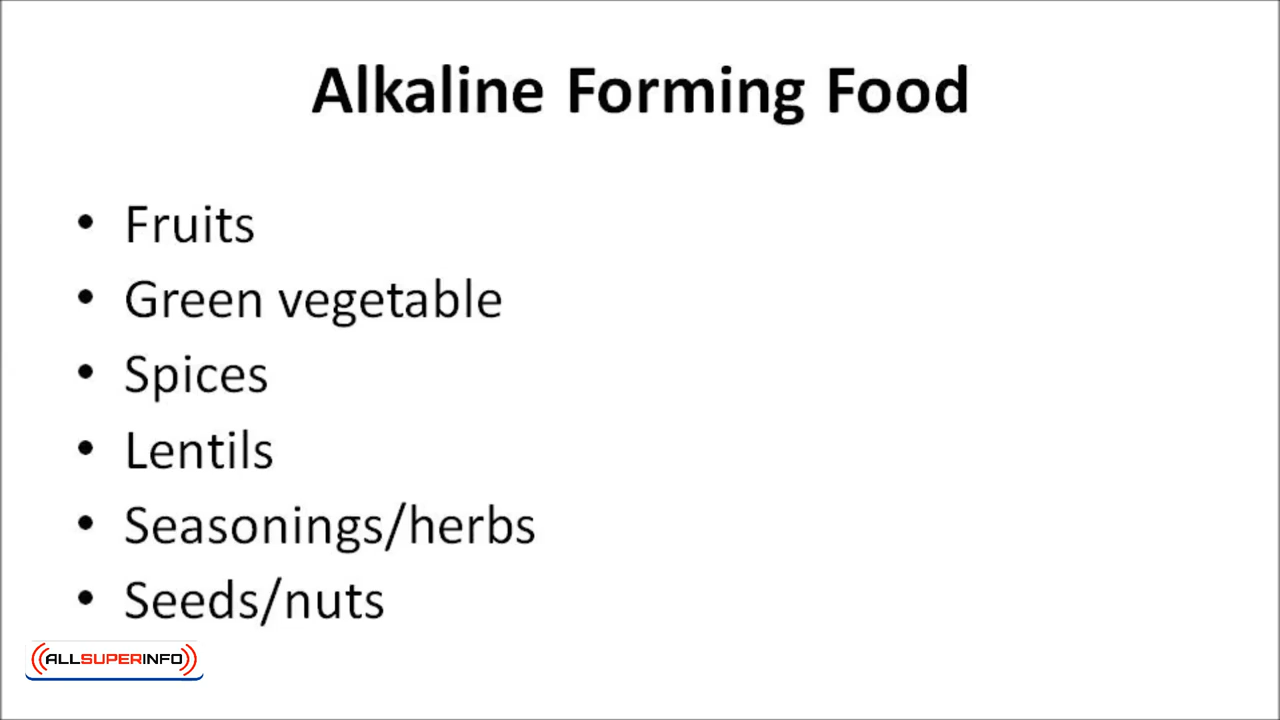 Alkaline Forming Food
• Fruits
• Green vegetable
• Spices
• Lentils
• Seasonings/herbs
• Seeds/nuts
ALLSUPERINFO